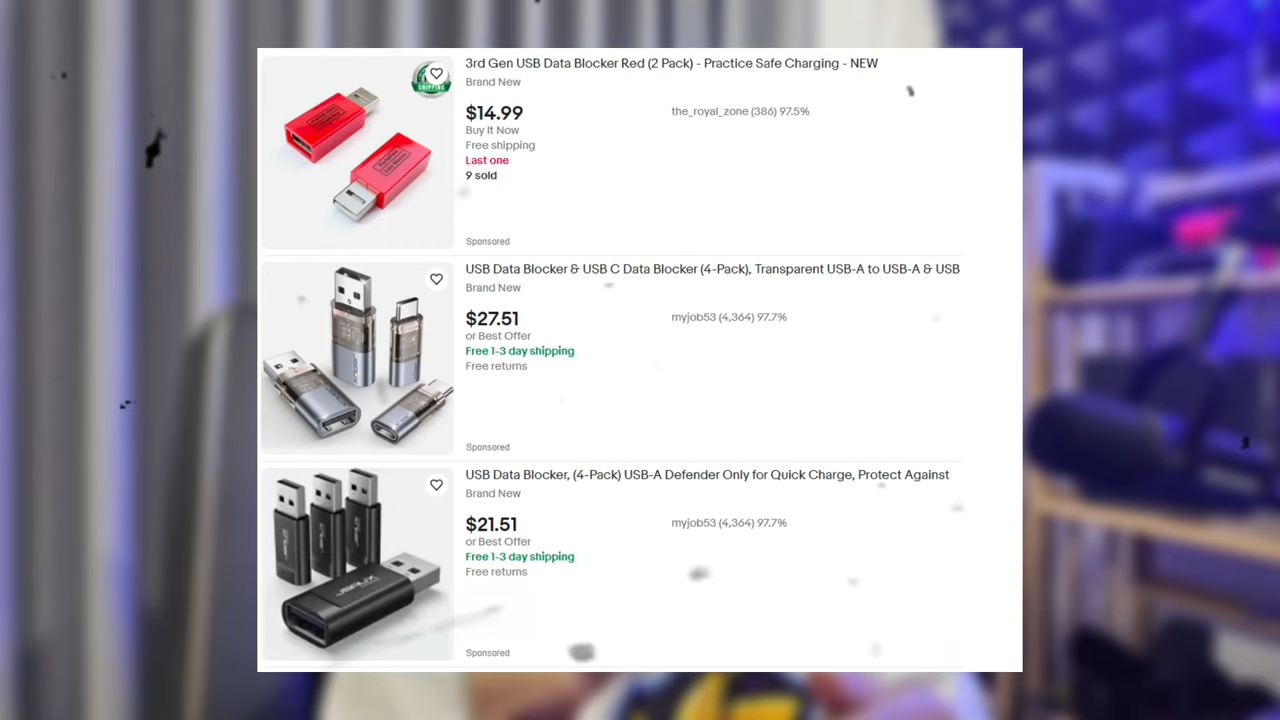 3rd Gen USB Data Blocker Red (2 Pack) - Practice Safe Charging - NEW
Brand New
$14.99
the_royal_zone (386) 97.5%
Buy It Now
Free shipping
Last one
9 sold
Sponsored
SHIPPING
USB Data Blocker & USB C Data Blocker (4-Pack), Transparent USB-A to USB-A & USB
Brand New
$27.51
myjob53 (4,364) 97.7%
or Best Offer
Free 1-3 day shipping
Free returns
Sponsored
USB Data Blocker, (4-Pack) USB-A Defender Only for Quick Charge, Protect Against
Brand New
$21.51
myjob53 (4,364) 97.7%
or Best Offer
Free 1-3 day shipping
Free returns
Sponsored
JSAUX